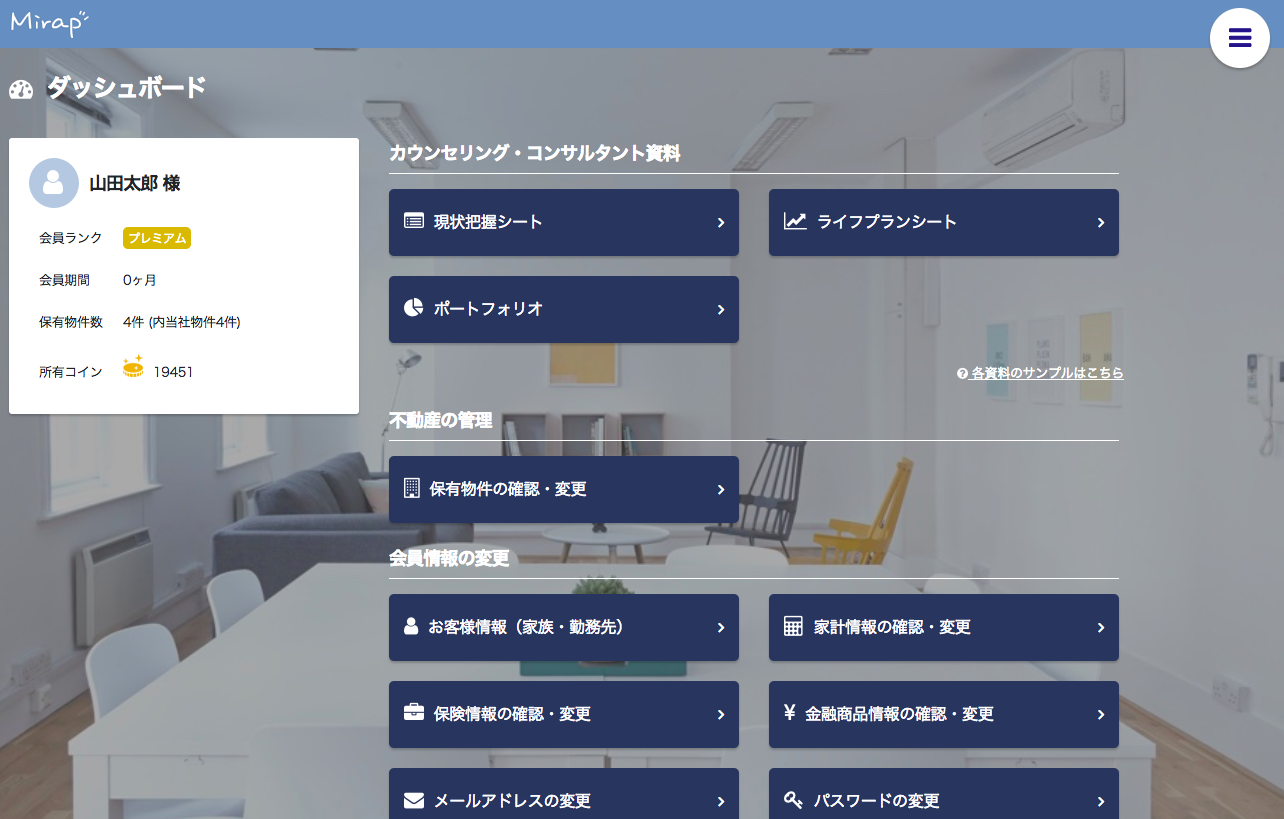 Mirap
ダッシュボード
山田太郎 様
会員ランク プレミアム
会員期間 0ヶ月
保有物件数 4件 (内当社物件4件)
所有コイン 19451
カウンセリング・コンサルタント資料
現状把握シート
ライフプランシート
ポートフォリオ
各資料のサンプルはこちら
不動産の管理
保有物件の確認・変更
会員情報の変更
お客様情報（家族・勤務先）
家計情報の確認・変更
保険情報の確認・変更
¥ 金融商品情報の確認・変更
メールアドレスの変更
パスワードの変更